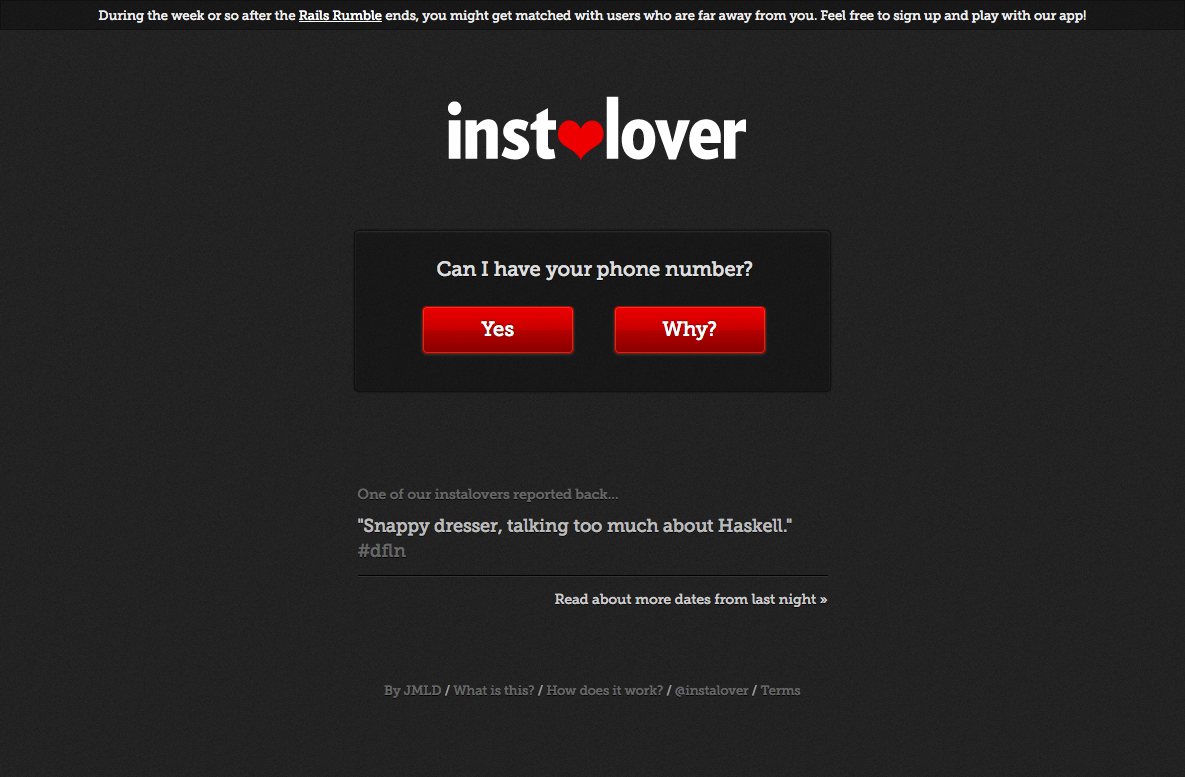 During the week or so after the Rails Rumble ends, you might get matched with users who are far away from you. Feel free to sign up and play with our app!
inst❤lover
Can I have your phone number?
Yes
Why?
One of our instalovers reported back...
"Snappy dresser, talking too much about Haskell."
#dfln
Read about more dates from last night »
By JMLD / What is this? / How does it work? / @instalover / Terms